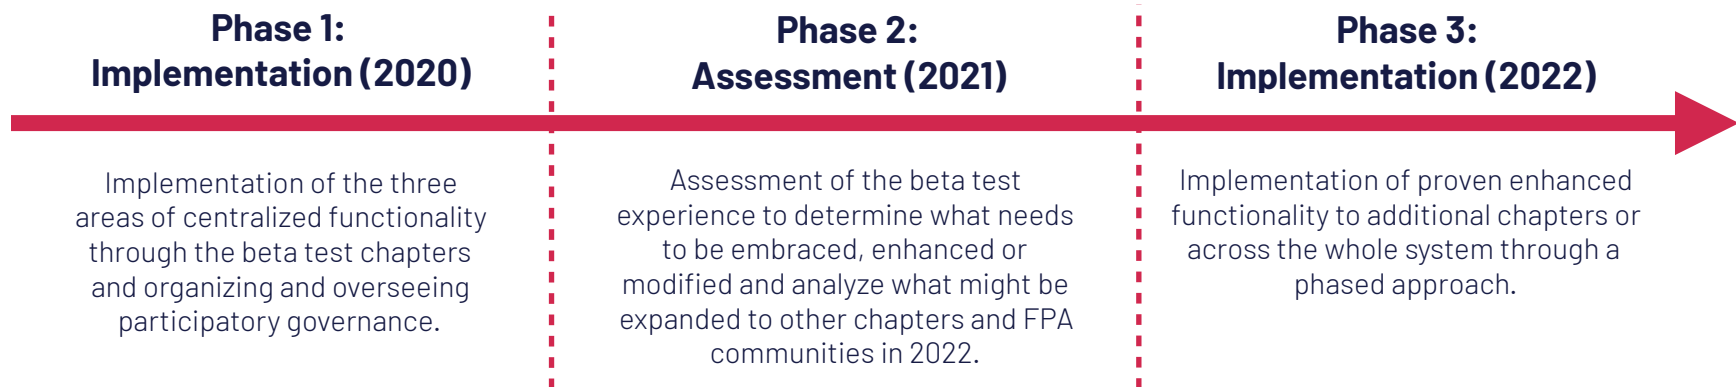 Phase 1:
Implementation (2020)
Implementation of the three
areas of centralized functionality
through the beta test chapters
and organizing and overseeing
participatory governance.
Phase 2:
Assessment (2021)
Assessment of the beta test
experience to determine what needs
to be embraced, enhanced or
modified and analyze what might be
expanded to other chapters and FPA
communities in 2022.
Phase 3:
Implementation (2022)
Implementation of proven enhanced
functionality to additional chapters or
across the whole system through a
phased approach.